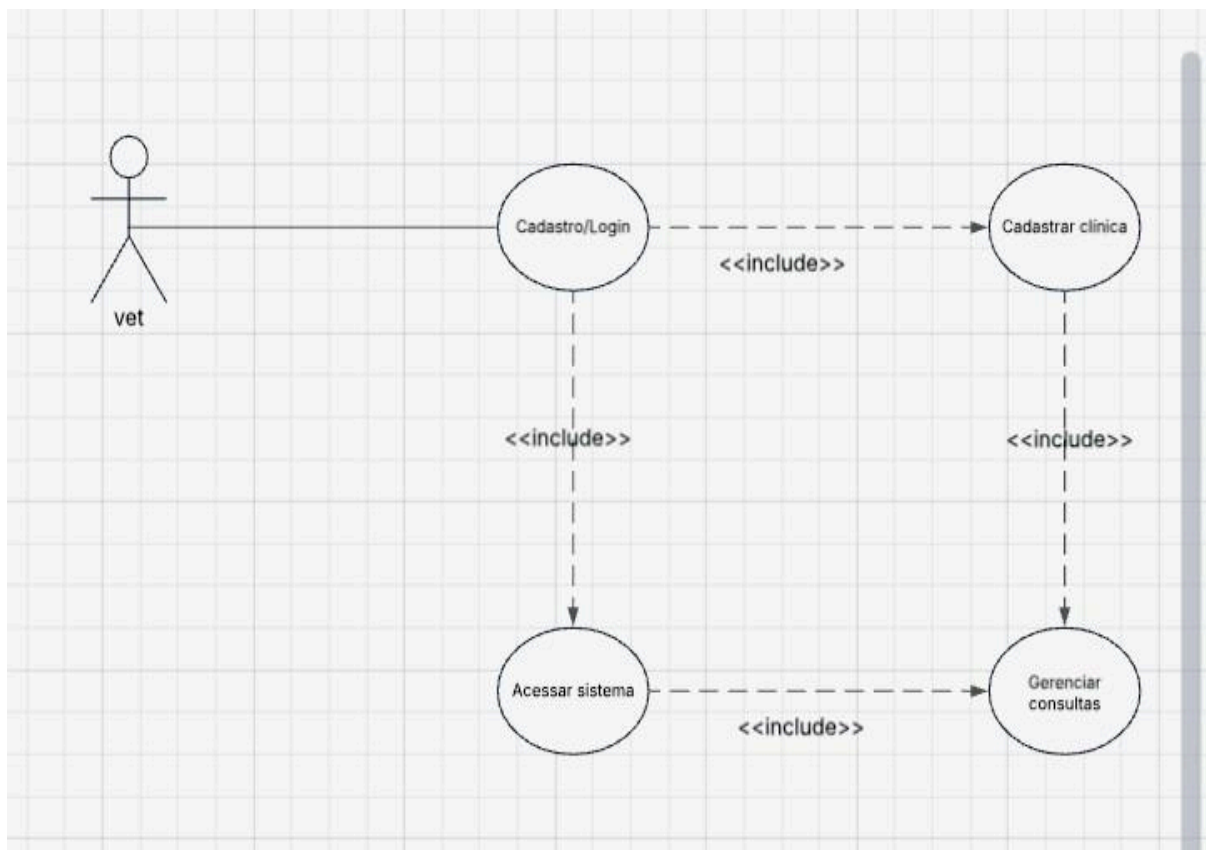 Cadastro/Login
Cadastrar clínica
<<include>>
vet
<<include>>
<<include>>
Acessar sistema
Gerenciar
consultas
<<include>>